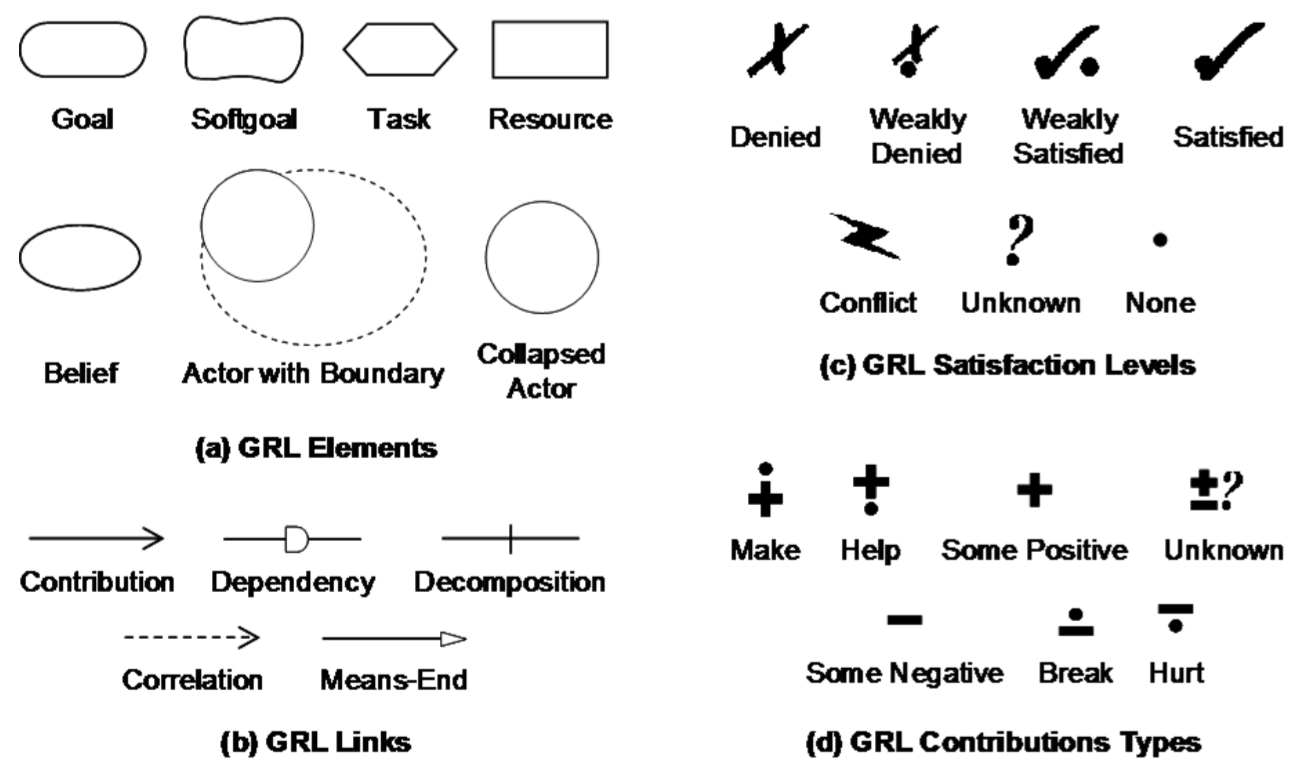 Goal
Softgoal
Task
Resource
Belief
Actor with Boundary
Collapsed
Actor
(a) GRL Elements
Contribution
Dependency
Decomposition
Correlation
Means-End
(b) GRL Links
Denied
Weakly
Denied
Weakly
Satisfied
Satisfied
Conflict
Unknown
None
(c) GRL Satisfaction Levels
Make
Help
Some Positive
Unknown
Some Negative
Break
Hurt
(d) GRL Contributions Types